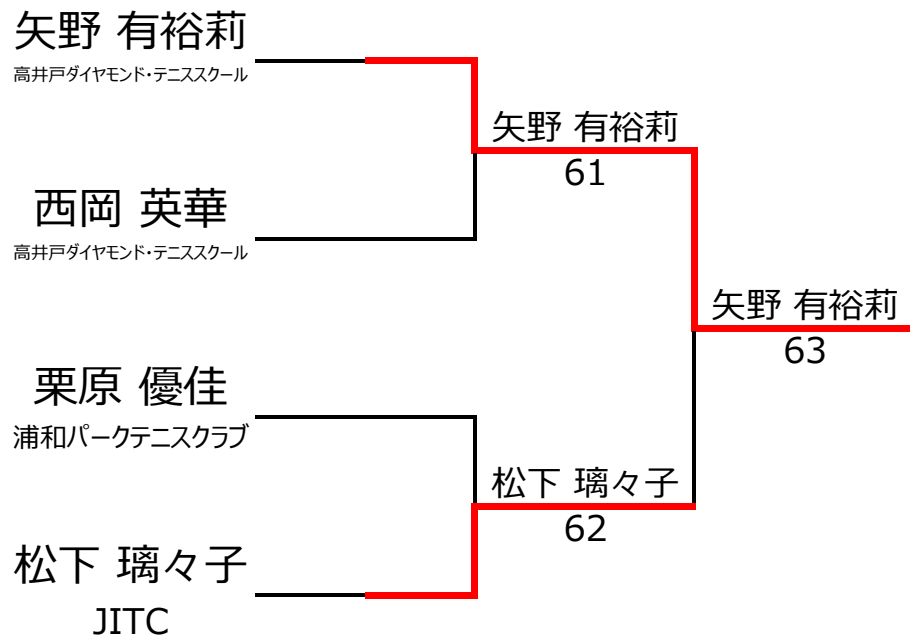 矢野 有裕莉
高井戸ダイヤモンド・テニススクール
矢野 有裕莉
61
西岡 英華
高井戸ダイヤモンド・テニススクール
矢野 有裕莉
63
栗原 優佳
浦和パークテニスクラブ
松下 璃々子
62
松下 璃々子
JITC